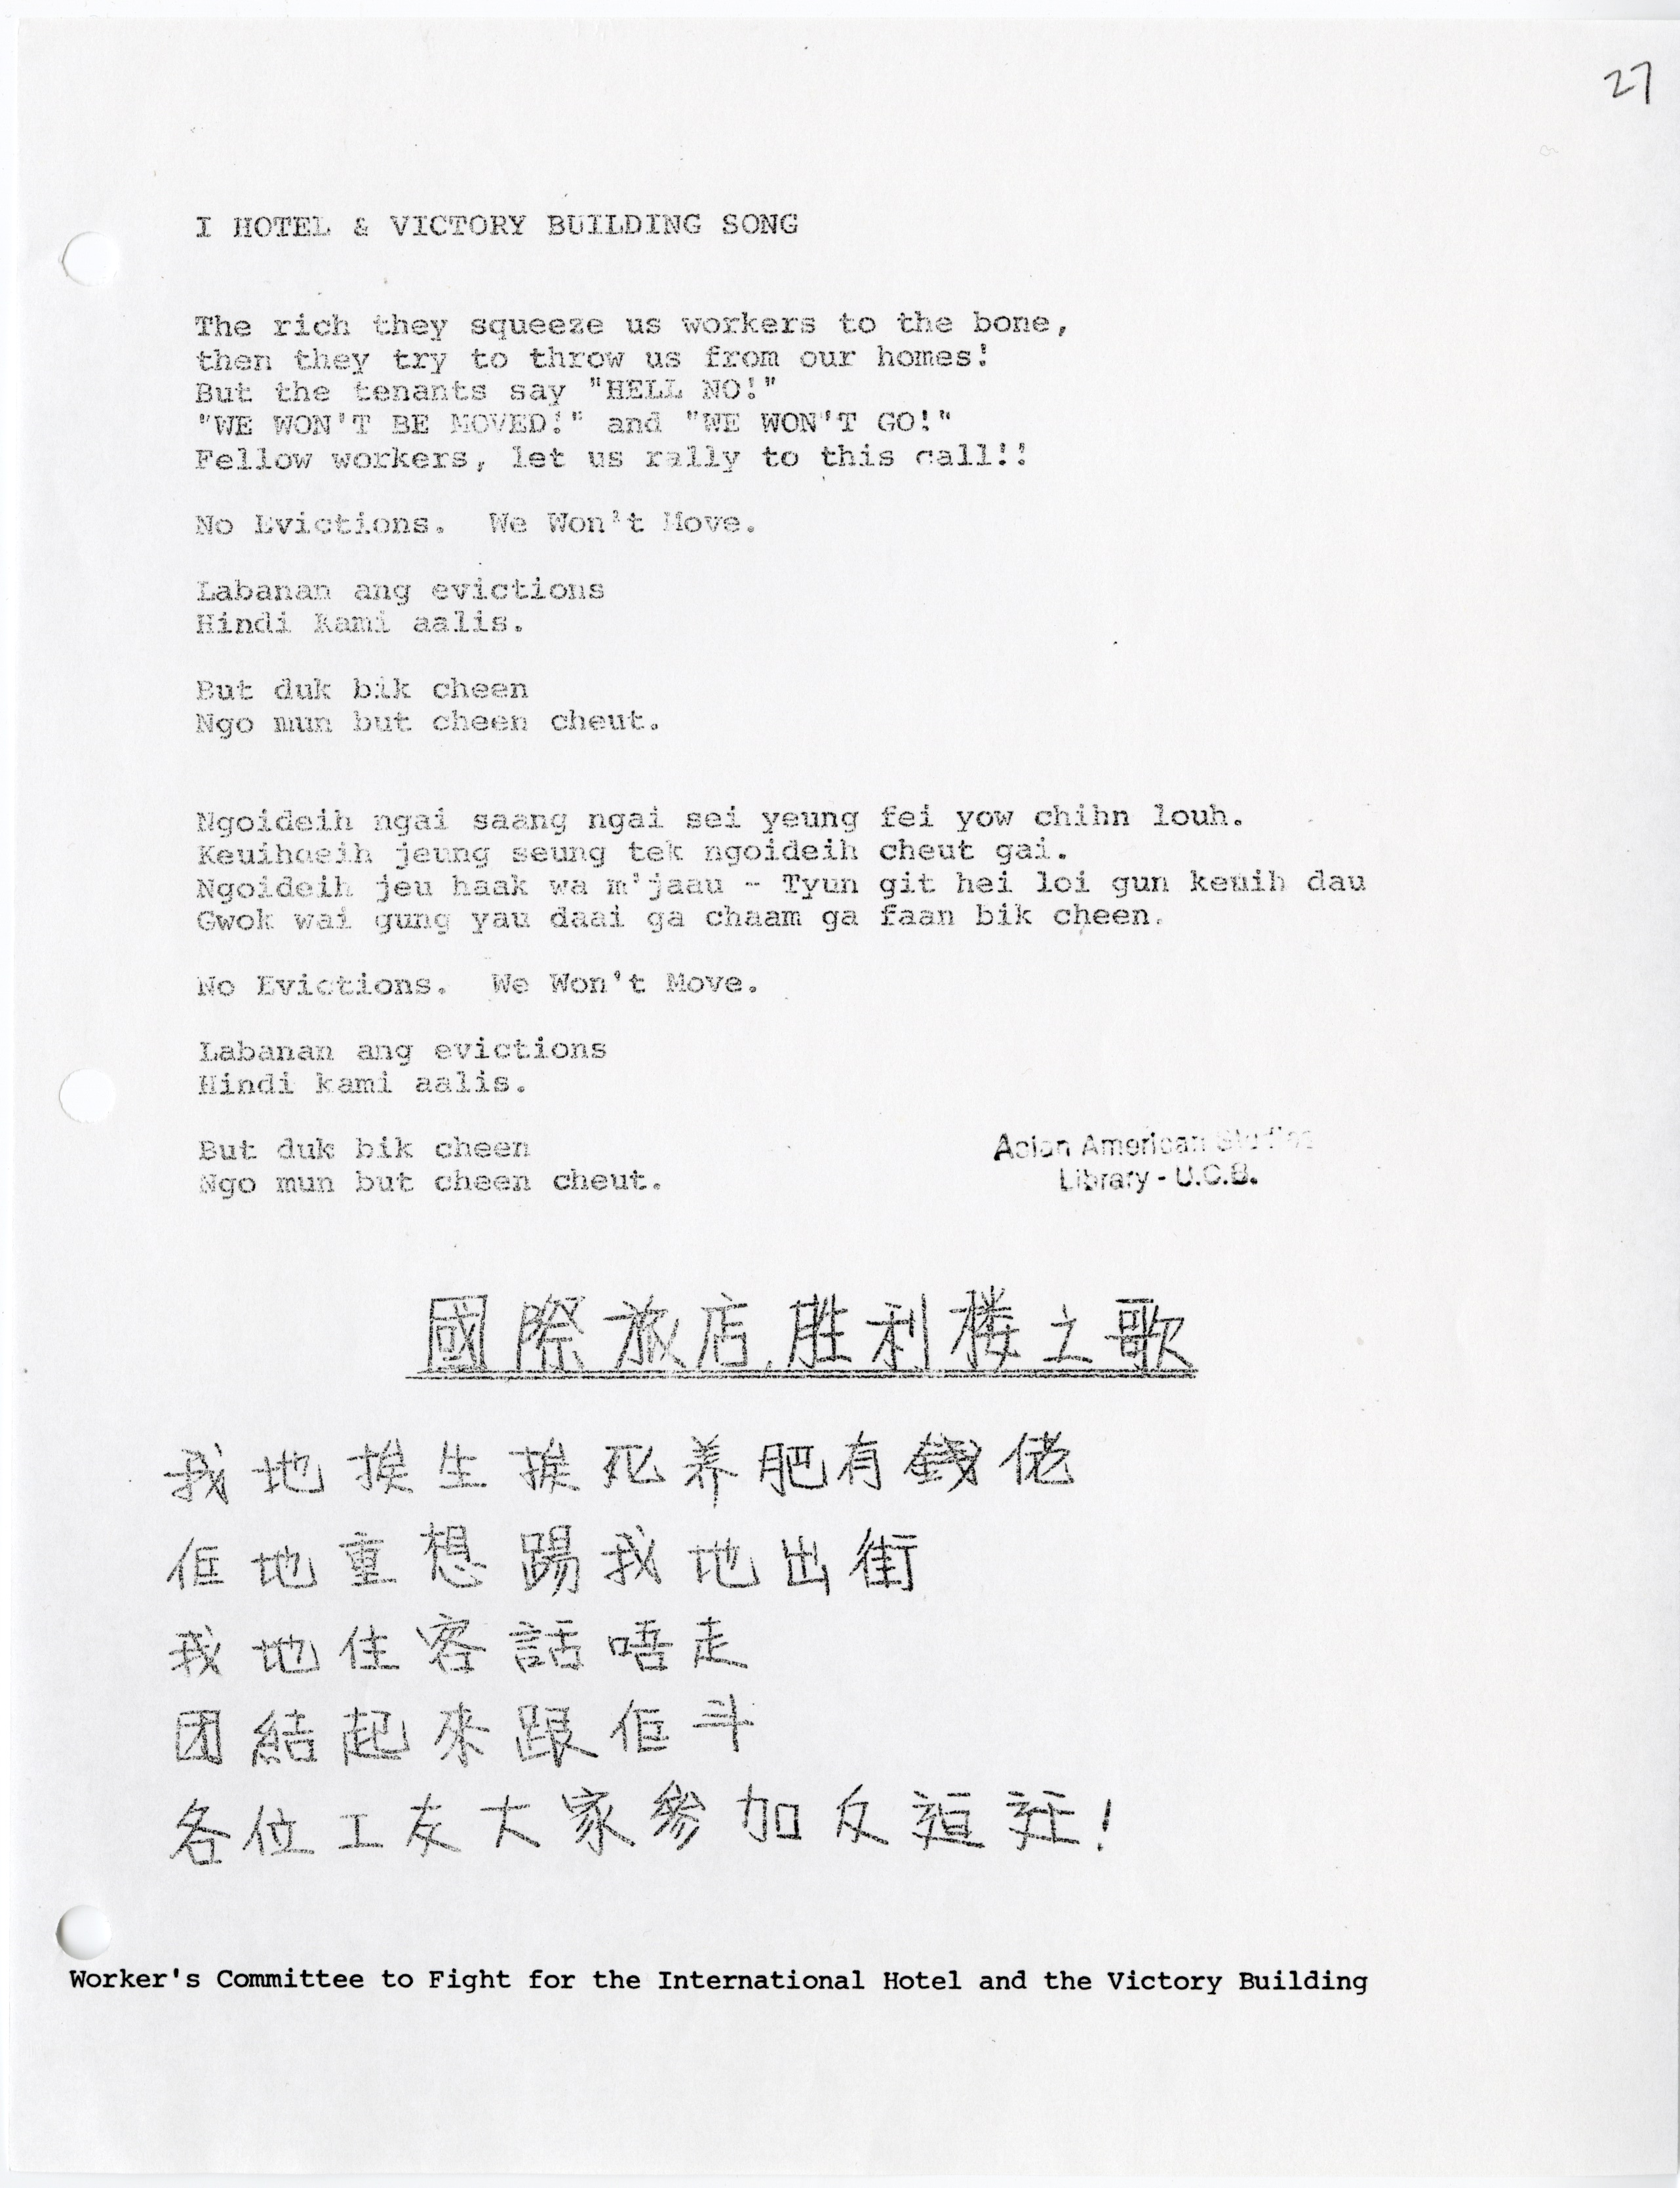 27
I HOTEL & VICTORY BUILDING SONG
The rich they squeeze us workers to the bone,
then they try to throw us from our homes!
But the tenants say "HELL NO!"
"WE WON'T BE MOVED!" and "WE WON'T GO!"
Fellow workers, let us rally to this call!!
No Evictions.  We Won't Move.
Labanan ang evictions
Hindi kami aalis.
But duk bik cheen
Ngo mun but cheen cheut.
Ngoideih ngai saang ngai sei yeung fei yow chihn louh.
Keuihdeih jeung seung tek ngoideih cheut gai.
Ngoideih jeu haak wa m'jaau - Tyun git hei loi gun keuih dau
Gwok wai gung yau daai ga chaam ga faan bik cheen.
No Evictions.  We Won't Move.
Labanan ang evictions
Hindi kami aalis.
But duk bik cheen
Ngo mun but cheen cheut.
Asian American Studies
Library - U.C.B.
國際旅店、胜利楼之歌
我地挨生挨死养肥有錢佬
佢地重想踢我地出街
我地住客話唔走
团結起來跟佢斗
各位工友大家參加反逼迁!
Worker's Committee to Fight for the International Hotel and the Victory Building